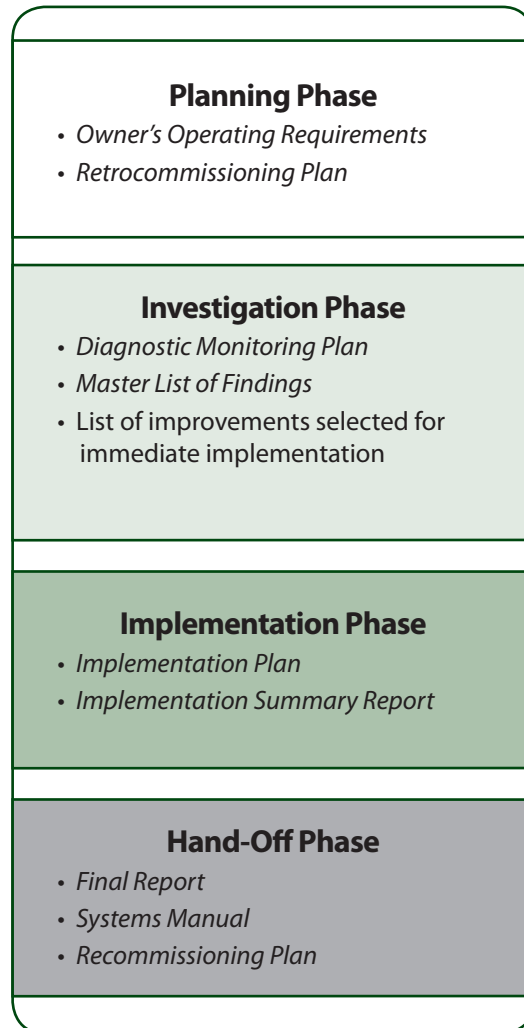 Planning Phase
• Owner's Operating Requirements
• Retrocommissioning Plan
Investigation Phase
• Diagnostic Monitoring Plan
• Master List of Findings
• List of improvements selected for
immediate implementation
Implementation Phase
• Implementation Plan
• Implementation Summary Report
Hand-Off Phase
• Final Report
• Systems Manual
• Recommissioning Plan